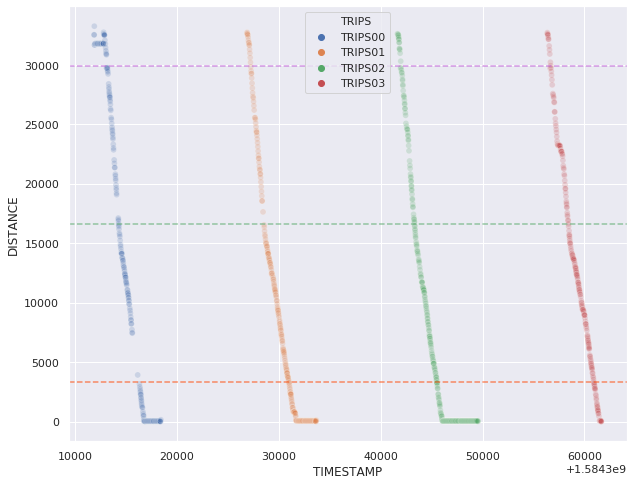 TRIPS
TRIPS00
TRIPS01
TRIPS02
TRIPS03
30000
25000
20000
15000
10000
5000
0
DISTANCE
10000
20000
30000
40000
50000
60000
TIMESTAMP
+1.5843e9